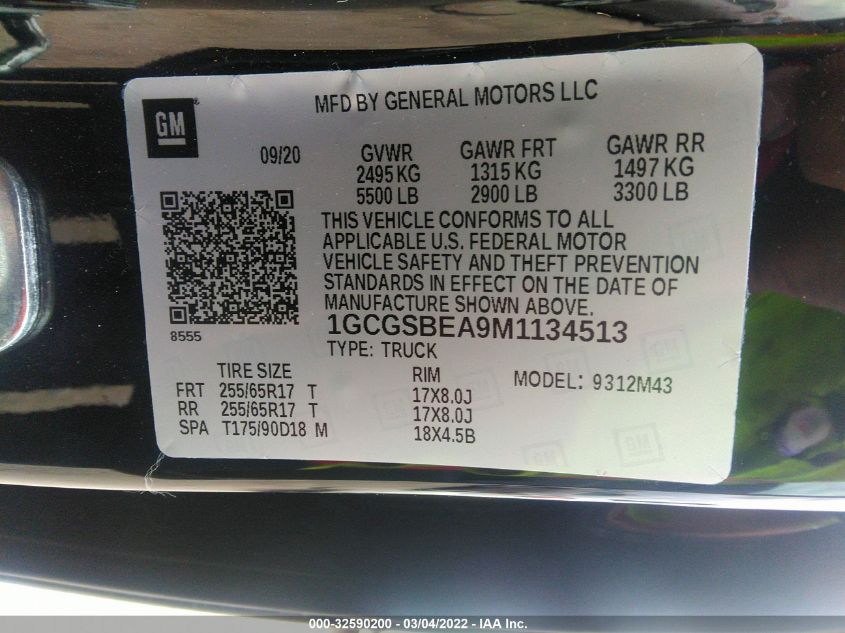 MFD BY GENERAL MOTORS LLC
GM
09/20
GVWR GAWR FRT GAWR RR
2495 KG 1315 KG 1497 KG
5500 LB 2900 LB 3300 LB
THIS VEHICLE CONFORMS TO ALL
APPLICABLE U.S. FEDERAL MOTOR
VEHICLE SAFETY AND THEFT PREVENTION
STANDARDS IN EFFECT ON THE DATE OF
MANUFACTURE SHOWN ABOVE.
8555
1GCGSBEA9M1134513
TYPE: TRUCK
TIRE SIZE RIM MODEL: 9312M43
FRT 255/65R17 T 17X8.0J
RR 255/65R17 T 17X8.0J
SPA T175/90D18 M 18X4.5B
000-32590200 - 03/04/2022 - IAA Inc.